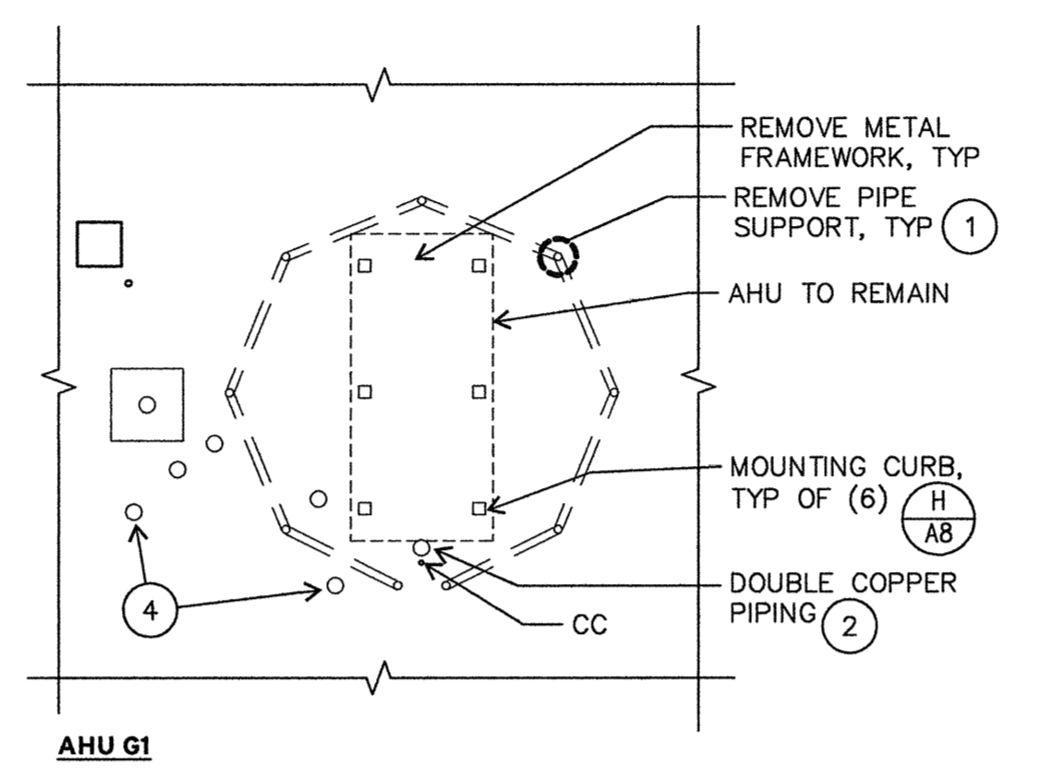 REMOVE METAL
FRAMEWORK, TYP
REMOVE PIPE
SUPPORT, TYP 1
AHU TO REMAIN
MOUNTING CURB,
TYP OF (6) H
A8
DOUBLE COPPER
PIPING 2
CC
4
AHU G1